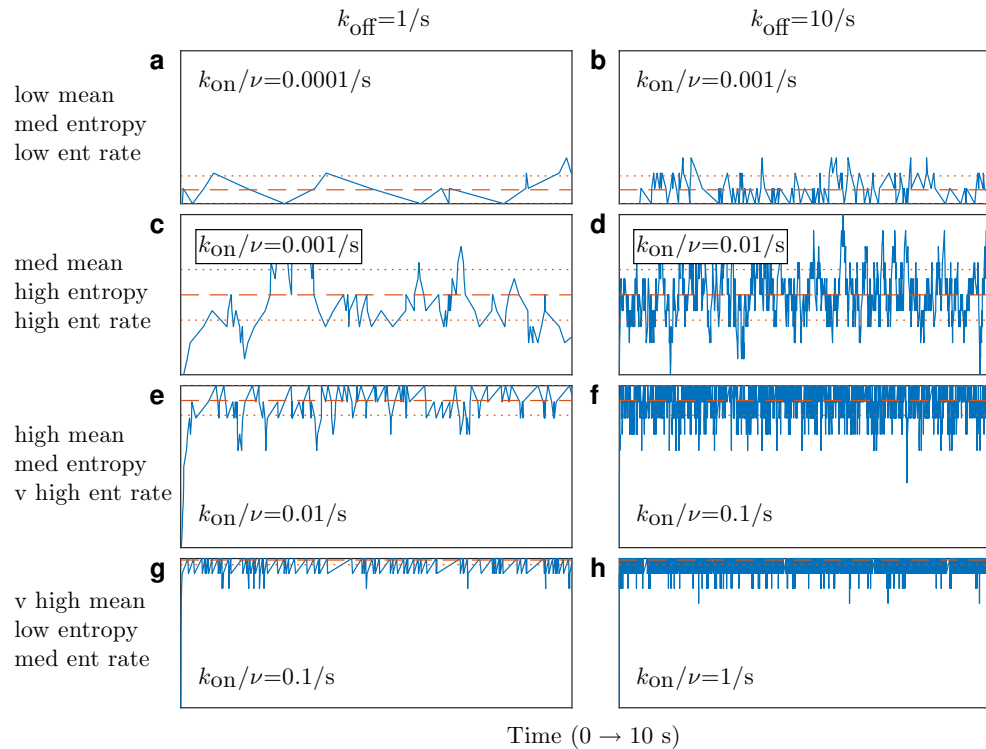 k_off=1/s
k_off=10/s
a
b
low mean
med entropy
low ent rate
k_on/ν=0.0001/s
k_on/ν=0.001/s
c
d
med mean
high entropy
high ent rate
k_on/ν=0.001/s
k_on/ν=0.01/s
e
f
high mean
med entropy
v high ent rate
k_on/ν=0.01/s
k_on/ν=0.1/s
g
h
v high mean
low entropy
med ent rate
k_on/ν=0.1/s
k_on/ν=1/s
Time (0 → 10 s)